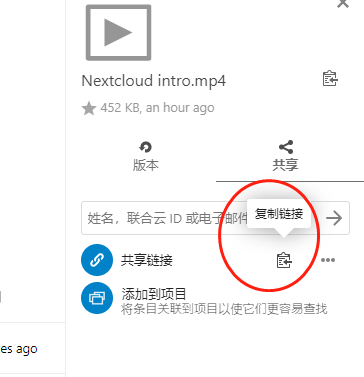 Nextcloud intro.mp4
452 KB, an hour ago
版本
共享
姓名，联合云 ID 或电子邮件
复制链接
共享链接
添加到项目
将条目关联到项目以使它们更容易查找
es ago